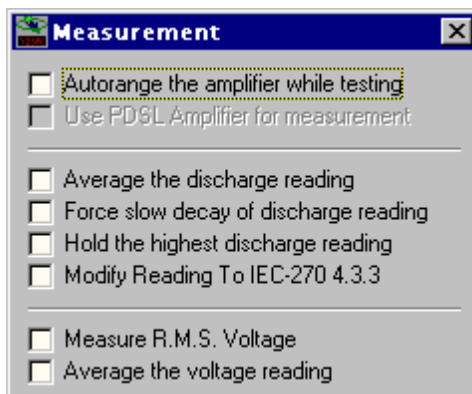 Measurement
Autorange the amplifier while testing
Use PDSL Amplifier for measurement
Average the discharge reading
Force slow decay of discharge reading
Hold the highest discharge reading
Modify Reading To IEC-270 4.3.3
Measure R.M.S. Voltage
Average the voltage reading